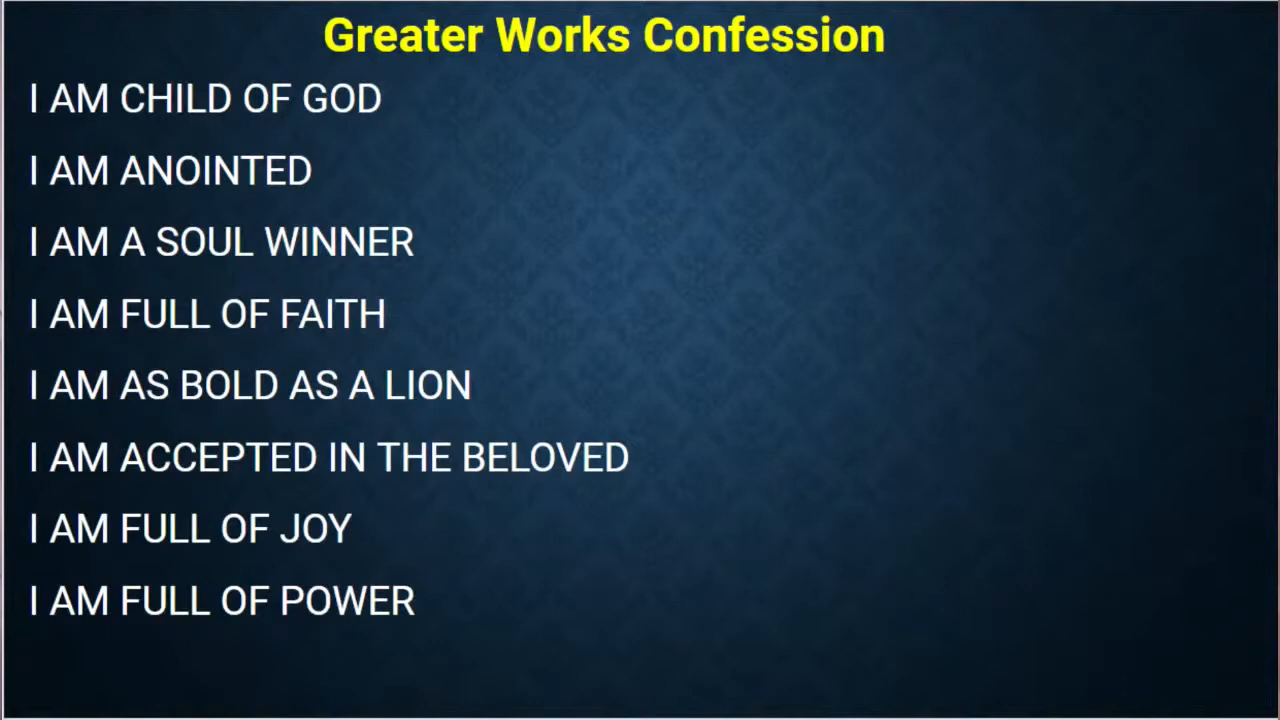 Greater Works Confession
I AM CHILD OF GOD
I AM ANOINTED
I AM A SOUL WINNER
I AM FULL OF FAITH
I AM AS BOLD AS A LION
I AM ACCEPTED IN THE BELOVED
I AM FULL OF JOY
I AM FULL OF POWER